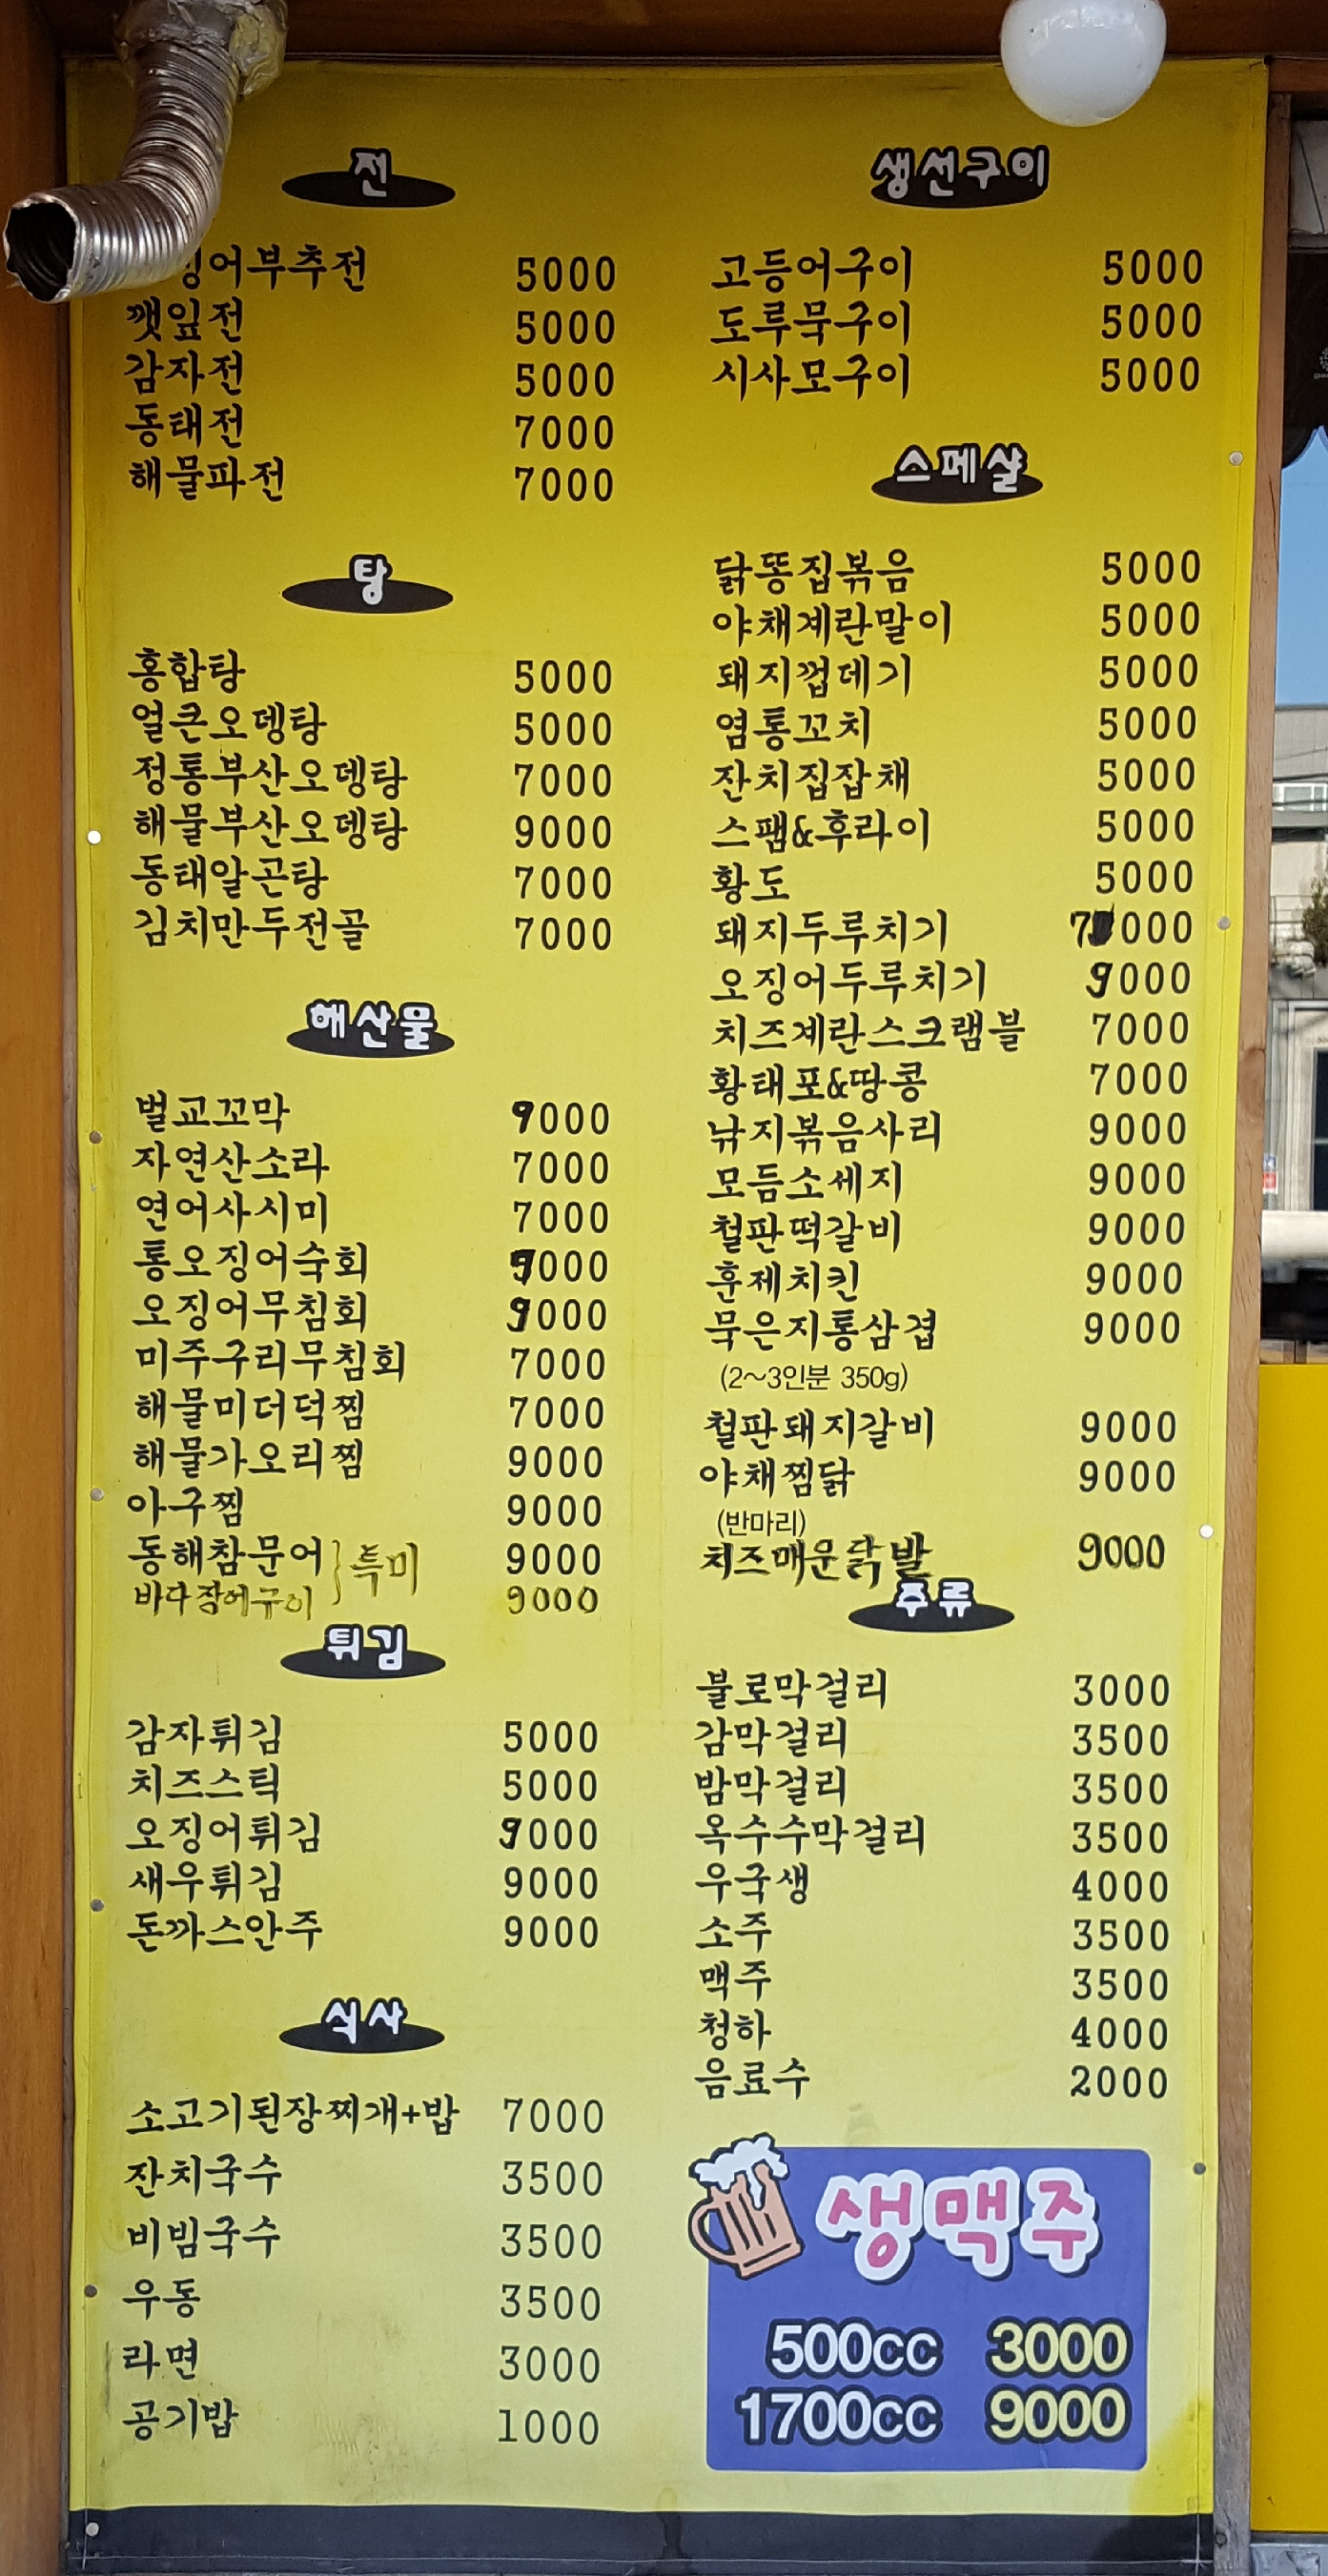 전
징어부추전 5000
깻잎전 5000
감자전 5000
동태전 7000
해물파전 7000
탕
홍합탕 5000
얼큰오뎅탕 5000
정통부산오뎅탕 7000
해물부산오뎅탕 9000
동태알곤탕 7000
김치만두전골 7000
해산물
벌교꼬막 9000
자연산소라 7000
연어사시미 7000
통오징어숙회 9000
오징어무침회 9000
미주구리무침회 7000
해물미더덕찜 7000
해물가오리찜 9000
아구찜 9000
동해참문어 } 특미 9000
바다장어구이 9000
튀김
감자튀김 5000
치즈스틱 5000
오징어튀김 9000
새우튀김 9000
돈까스안주 9000
식사
소고기된장찌개+밥 7000
잔치국수 3500
비빔국수 3500
우동 3500
라면 3000
공기밥 1000
생선구이
고등어구이 5000
도루묵구이 5000
시사모구이 5000
스페샬
닭똥집볶음 5000
야채계란말이 5000
돼지껍데기 5000
염통꼬치 5000
잔치집잡채 5000
스팸&후라이 5000
황도 5000
돼지두루치기 7000
오징어두루치기 9000
치즈계란스크램블 7000
황태포&땅콩 7000
낚지볶음사리 9000
모듬소세지 9000
철판떡갈비 9000
훈제치킨 9000
묵은지통삼겹 9000
(2~3인분 350g)
철판돼지갈비 9000
야채찜닭 9000
(반마리)
치즈매운닭발 9000
주류
불로막걸리 3000
감막걸리 3500
밤막걸리 3500
옥수수막걸리 3500
우국생 4000
소주 3500
맥주 3500
청하 4000
음료수 2000
생맥주
500cc 3000
1700cc 9000